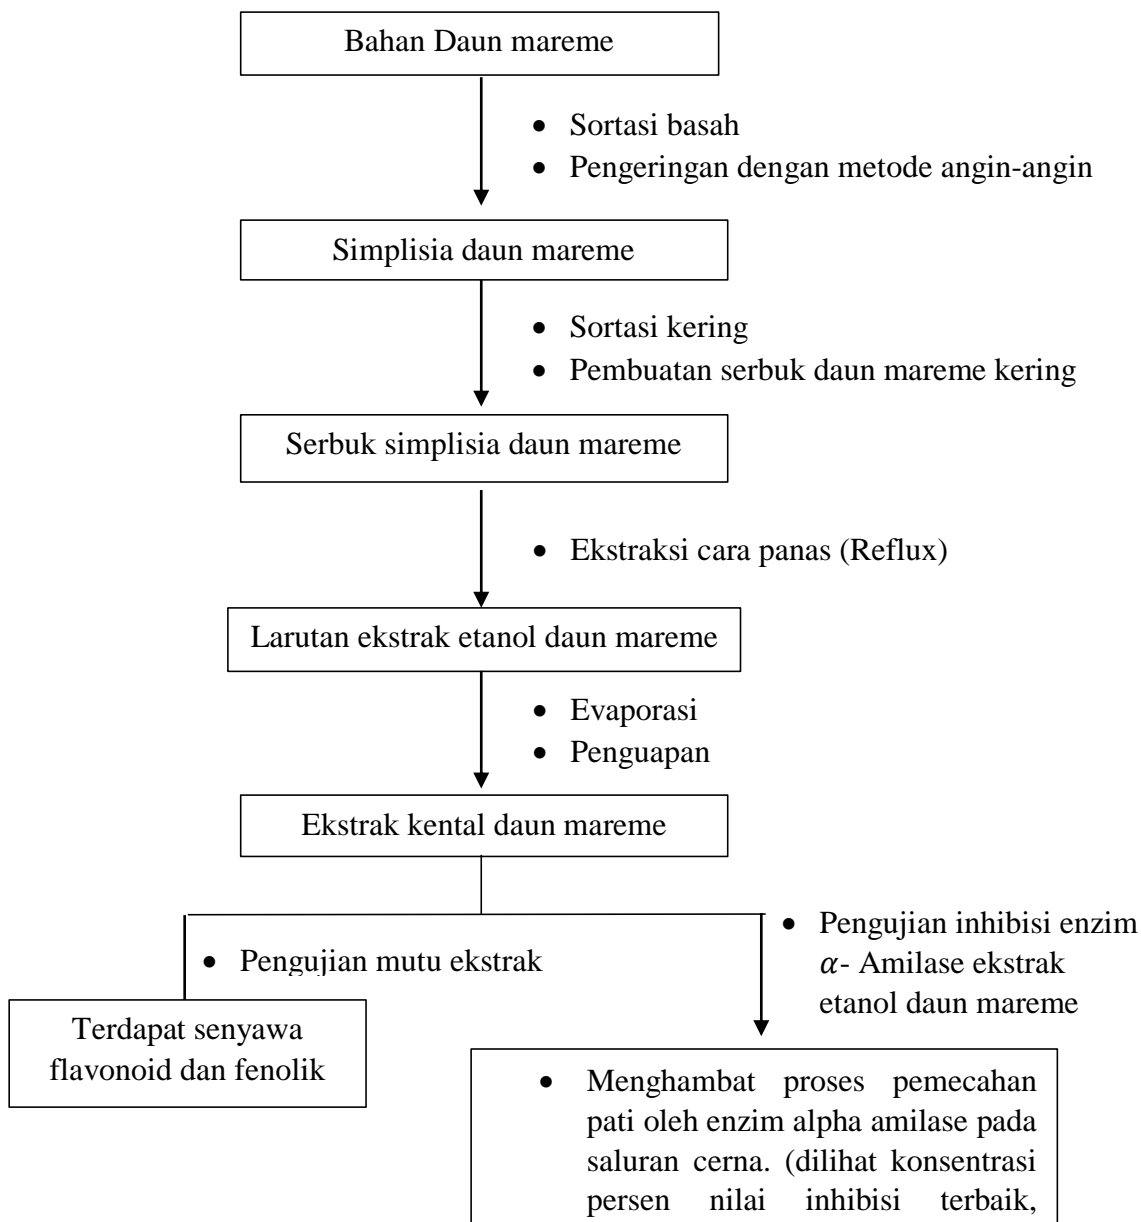 Bahan Daun mareme
• Sortasi basah
• Pengeringan dengan metode angin-angin
Simplisia daun mareme
• Sortasi kering
• Pembuatan serbuk daun mareme kering
Serbuk simplisia daun mareme
• Ekstraksi cara panas (Reflux)
Larutan ekstrak etanol daun mareme
• Evaporasi
• Penguapan
Ekstrak kental daun mareme
• Pengujian mutu ekstrak
Terdapat senyawa
flavonoid dan fenolik
• Pengujian inhibisi enzim
𝛼- Amilase ekstrak
etanol daun mareme
• Menghambat proses pemecahan
pati oleh enzim alpha amilase pada
saluran cerna. (dilihat konsentrasi
persen nilai inhibisi terbaik,